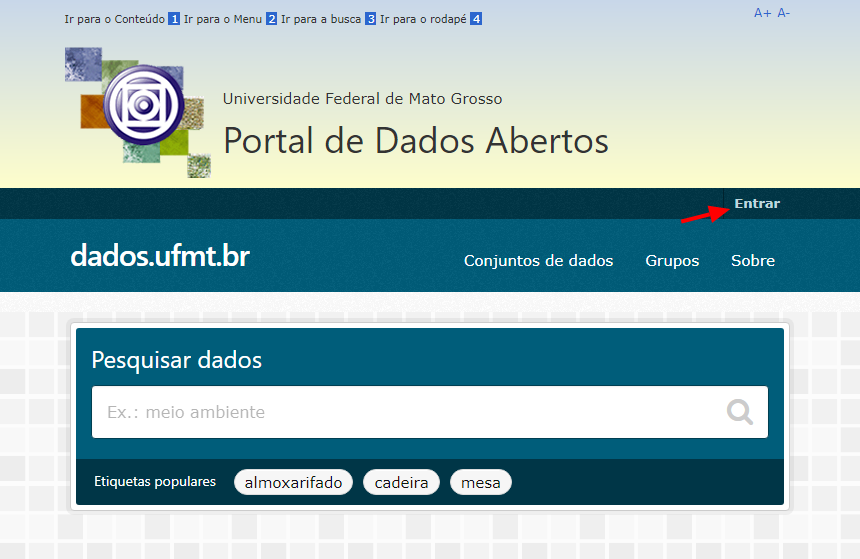 Ir para o Conteúdo 1 Ir para o Menu 2 Ir para a busca 3 Ir para o rodapé 4
A+ A-
Universidade Federal de Mato Grosso
Portal de Dados Abertos
Entrar
dados.ufmt.br
Conjuntos de dados Grupos Sobre
Pesquisar dados
Ex.: meio ambiente
Etiquetas populares almoxarifado cadeira mesa